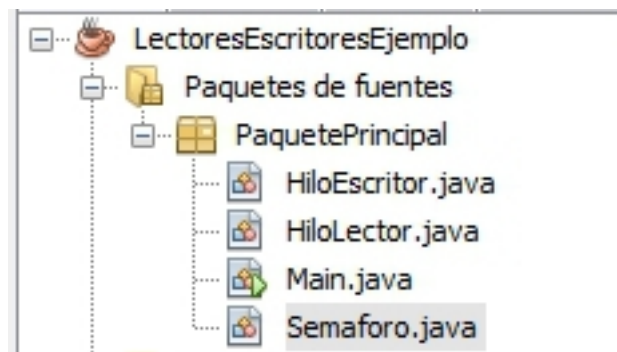 LectoresEscritoresEjemplo
Paquetes de fuentes
PaquetePrincipal
HiloEscritor.java
HiloLector.java
Main.java
Semaforo.java